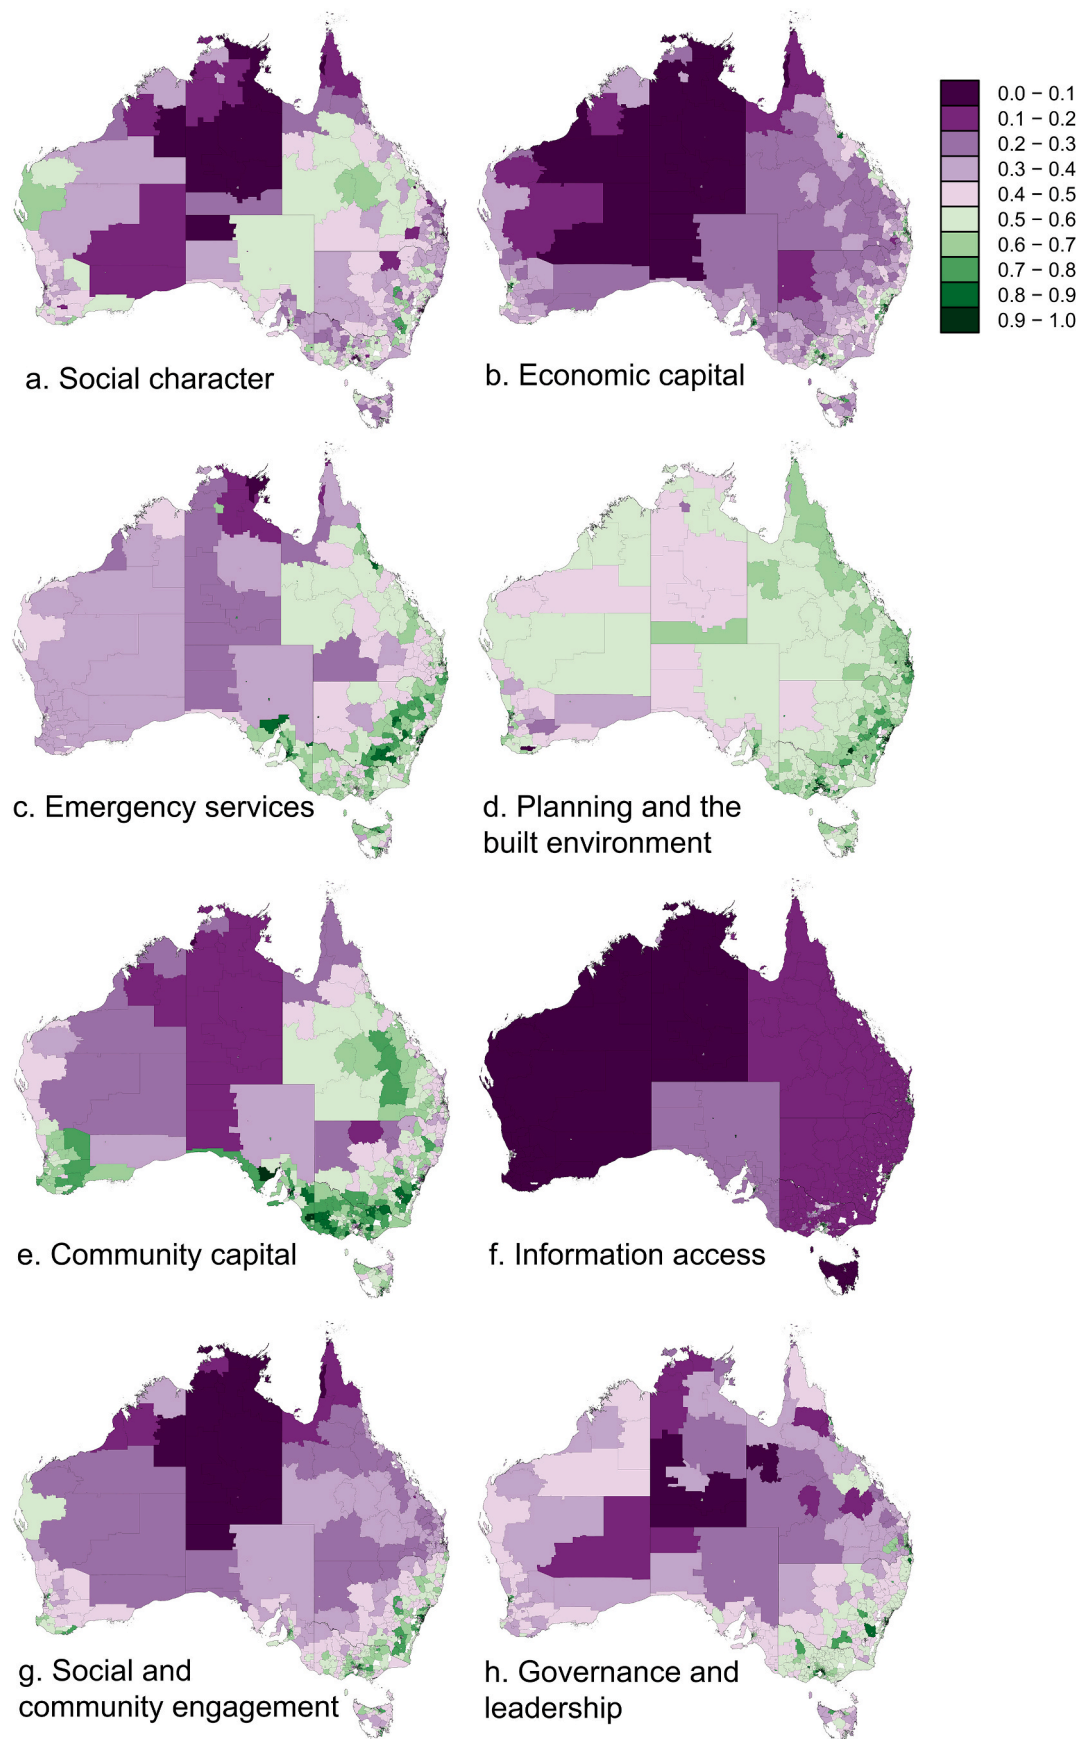 0.0 – 0.1
0.1 – 0.2
0.2 – 0.3
0.3 – 0.4
0.4 – 0.5
0.5 – 0.6
0.6 – 0.7
0.7 – 0.8
0.8 – 0.9
0.9 – 1.0
a. Social character
b. Economic capital
c. Emergency services
d. Planning and the
built environment
e. Community capital
f. Information access
g. Social and
community engagement
h. Governance and
leadership